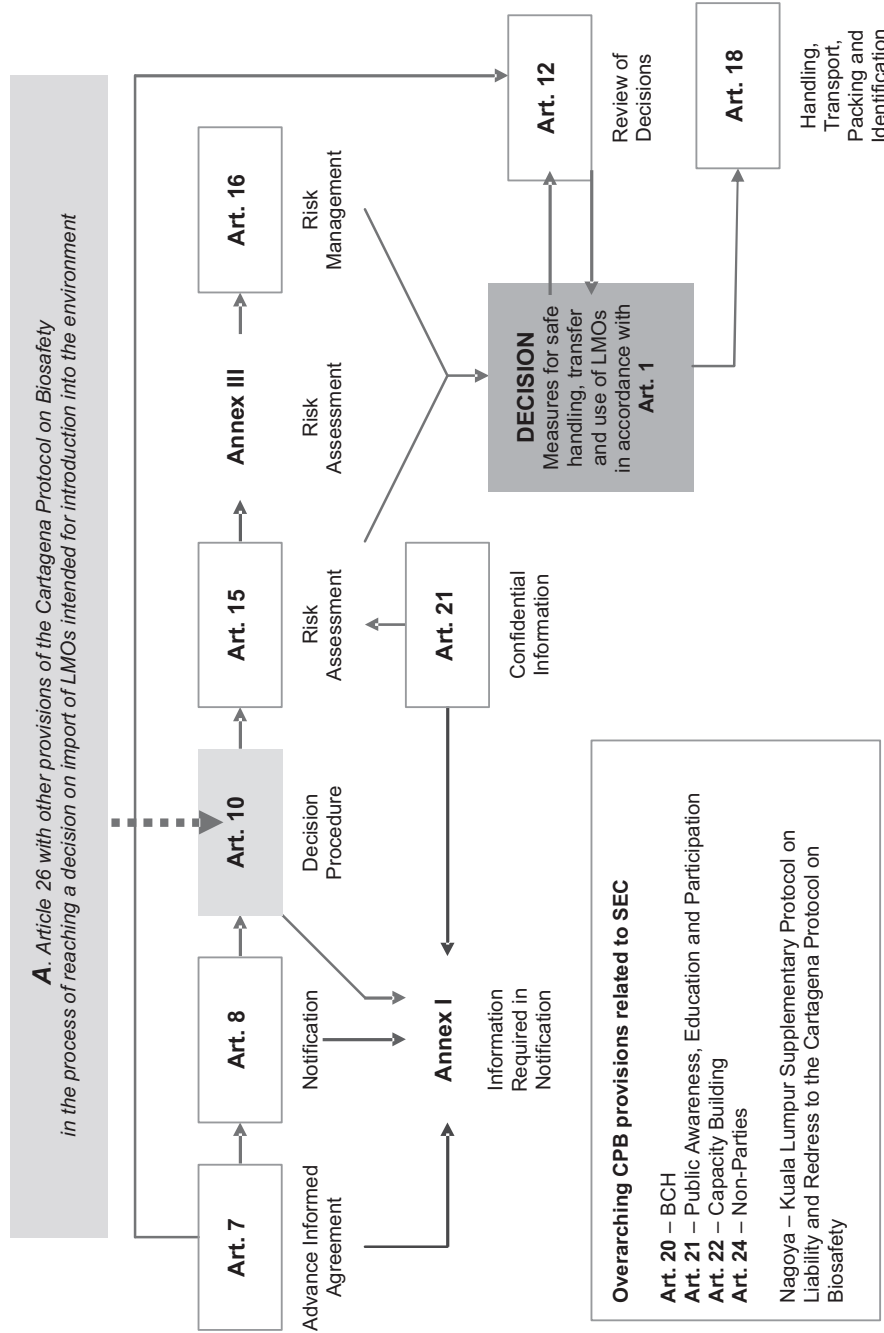 A. Article 26 with other provisions of the Cartagena Protocol on Biosafety
in the process of reaching a decision on import of LMOs intended for introduction into the environment
Art. 7
Advance Informed
Agreement
Art. 8
Notification
Art. 10
Decision
Procedure
Art. 15
Risk
Assessment
Annex III
Risk
Assessment
Art. 16
Risk
Management
Annex I
Information
Required in
Notification
Art. 21
Confidential
Information
DECISION
Measures for safe
handling, transfer
and use of LMOs
in accordance with
Art. 1
Art. 12
Review of
Decisions
Art. 18
Handling,
Transport,
Packing and
Identification
Overarching CPB provisions related to SEC
Art. 20 – BCH
Art. 21 – Public Awareness, Education and Participation
Art. 22 – Capacity Building
Art. 24 – Non-Parties
Nagoya – Kuala Lumpur Supplementary Protocol on
Liability and Redress to the Cartagena Protocol on
Biosafety